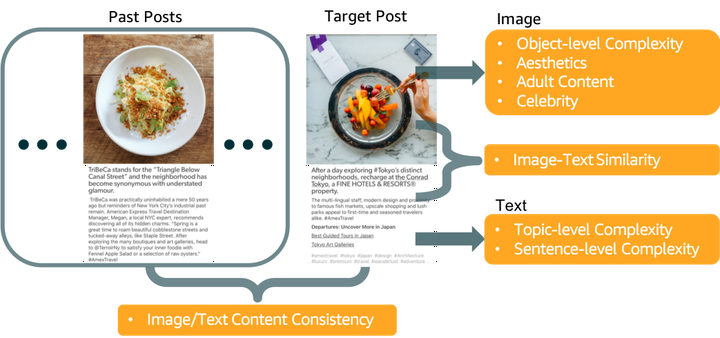 Past Posts
Target Post
Image
• Object-level Complexity
• Aesthetics
• Adult Content
• Celebrity
• Image-Text Similarity
Text
• Topic-level Complexity
• Sentence-level Complexity
TriBeCa stands for the "Triangle Below
Canal Street" and the neighborhood has
become synonymous with understated
glamour.
TriBeCa was practically uninhabited a mere 50 years
ago but reminders of New York City's industrial past
remain. American Express Travel Destination
Manager, Megan, a local NYC expert, recommends
discovering all of its hidden charms. "Spring is a
great time to roam beautiful cobblestone streets and
tucked-away alleys, like Staple Street. After
exploring the many boutiques and art galleries, head
to @Terroirtby to satisfy your inner foodie with
Fennel Apple Salad or a selection of raw oysters."
#AmexTravel
After a day exploring #Tokyo's distinct
neighborhoods, recharge at the Conrad
Tokyo, a FINE HOTELS & RESORTS®
property.
The multi-lingual staff, modern design and proximity
to famous fish markets, upscale shopping and lush
parks appeal to first-time and seasoned travelers
alike. #AmexTravel
Departures: Uncover More in Japan
Best Guided Tours in Japan
Tokyo Art Galleries
#amextravel #tokyo #japan #design #Architecture
#luxury #premium #travel #wanderlust #adventure
• Image/Text Content Consistency